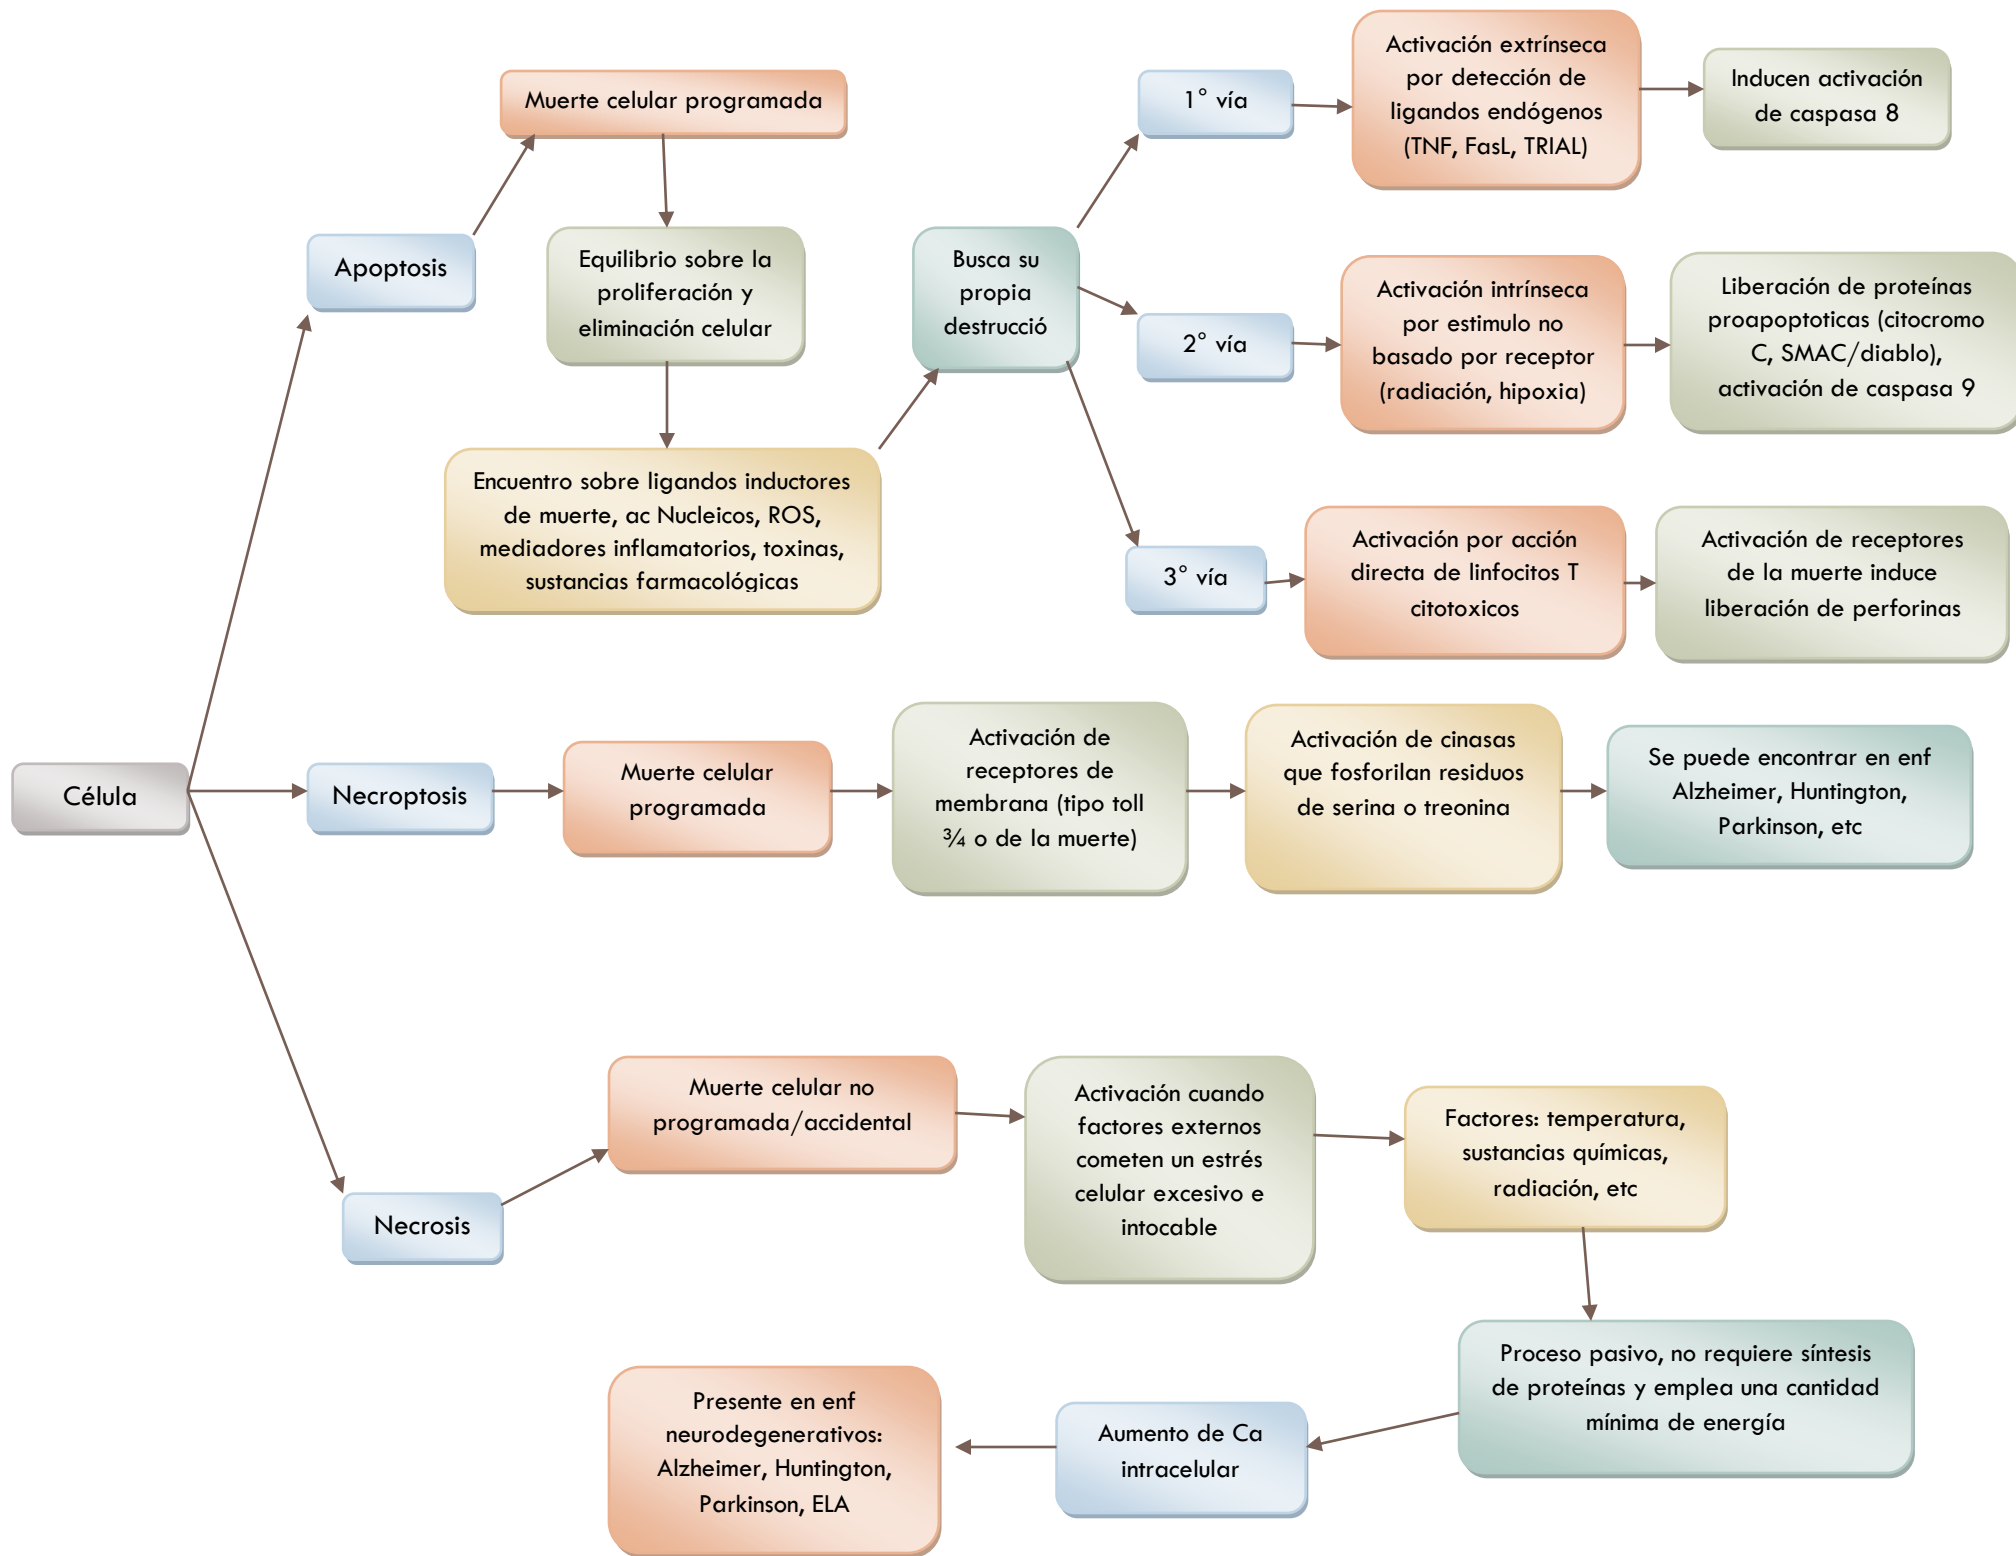 Célula
Apoptosis
Muerte celular programada
Equilibrio sobre la
proliferación y
eliminación celular
Encuentro sobre ligandos inductores
de muerte, ac Nucleicos, ROS,
mediadores inflamatorios, toxinas,
sustancias farmacológicas
Busca su
propia
destrucció
1° vía
Activación extrínseca
por detección de
ligandos endógenos
(TNF, FasL, TRIAL)
Inducen activación
de caspasa 8
2° vía
Activación intrínseca
por estimulo no
basado por receptor
(radiación, hipoxia)
Liberación de proteínas
proapoptoticas (citocromo
C, SMAC/diablo),
activación de caspasa 9
3° vía
Activación por acción
directa de linfocitos T
citotoxicos
Activación de receptores
de la muerte induce
liberación de perforinas
Necroptosis
Muerte celular
programada
Activación de
receptores de
membrana (tipo toll
¾ o de la muerte)
Activación de cinasas
que fosforilan residuos
de serina o treonina
Se puede encontrar en enf
Alzheimer, Huntington,
Parkinson, etc
Necrosis
Muerte celular no
programada/accidental
Activación cuando
factores externos
cometen un estrés
celular excesivo e
intocable
Factores: temperatura,
sustancias químicas,
radiación, etc
Proceso pasivo, no requiere síntesis
de proteínas y emplea una cantidad
mínima de energía
Aumento de Ca
intracelular
Presente en enf
neurodegenerativos:
Alzheimer, Huntington,
Parkinson, ELA